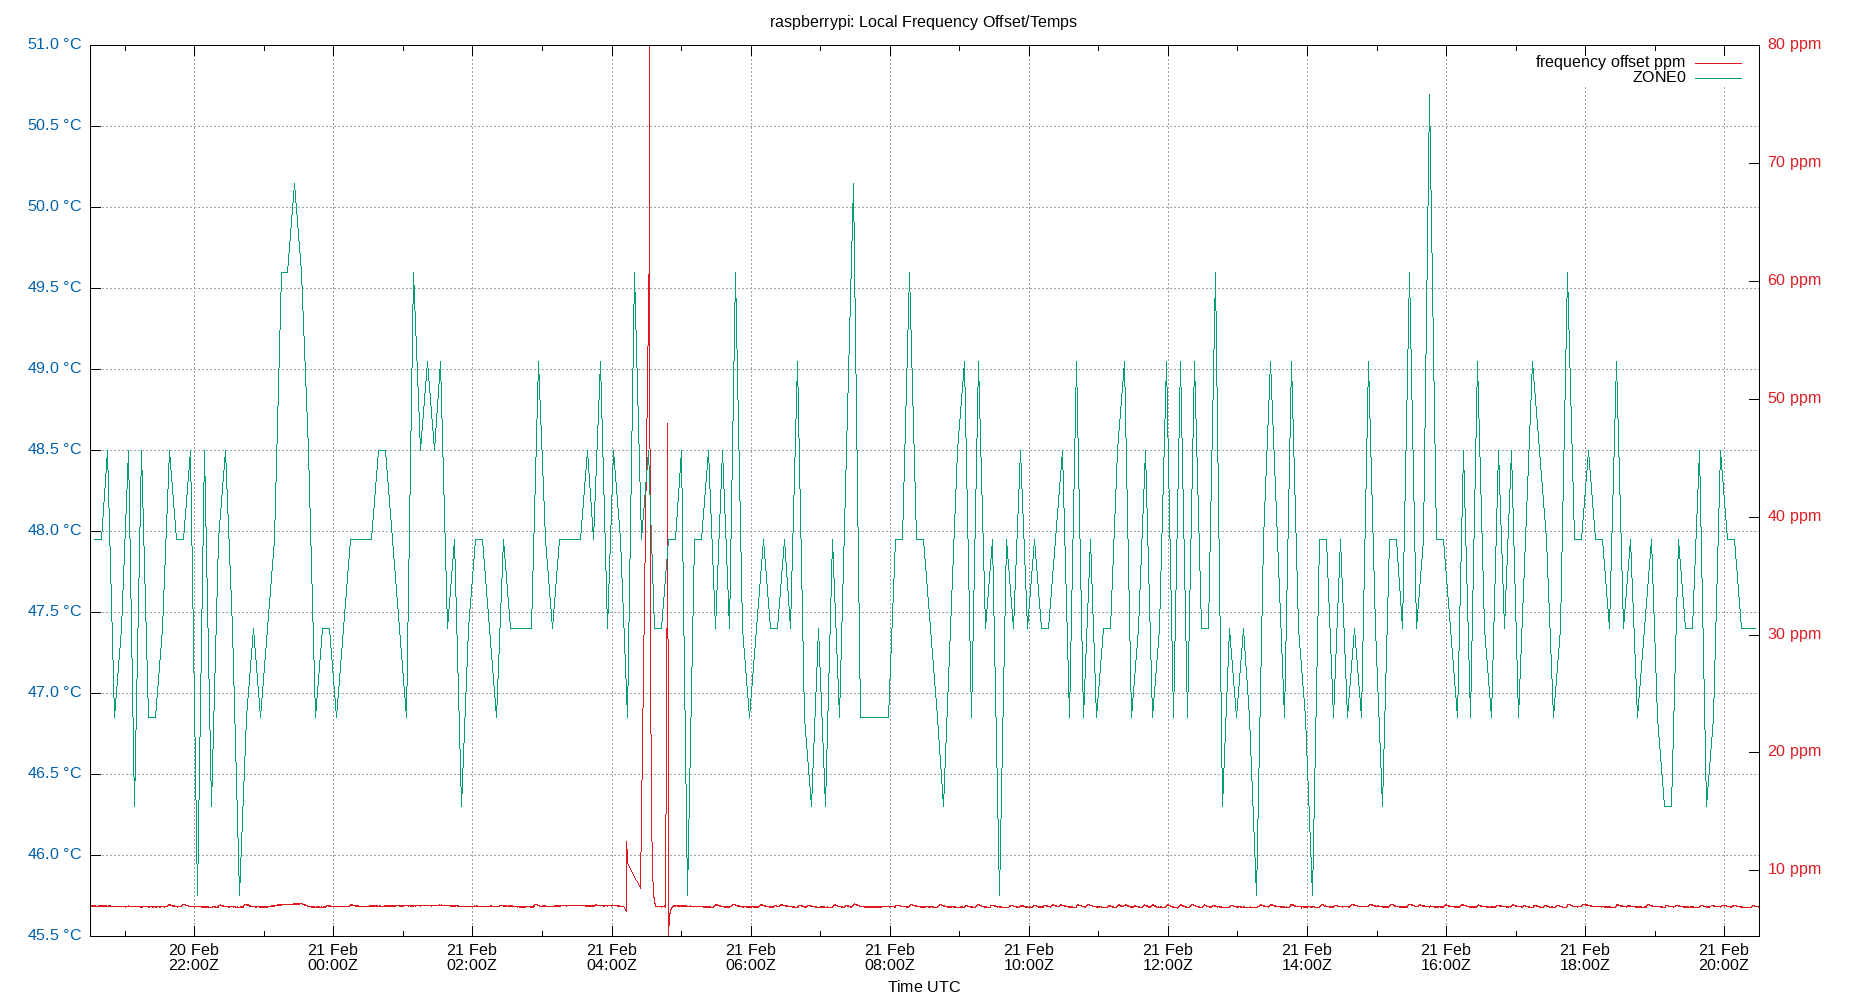 raspberrypi: Local Frequency Offset/Temps
51.0 °C
50.5 °C
50.0 °C
49.5 °C
49.0 °C
48.5 °C
48.0 °C
47.5 °C
47.0 °C
46.5 °C
46.0 °C
45.5 °C
80 ppm
70 ppm
60 ppm
50 ppm
40 ppm
30 ppm
20 ppm
10 ppm
frequency offset ppm
ZONE0
20 Feb
22:00Z
21 Feb
00:00Z
21 Feb
02:00Z
21 Feb
04:00Z
21 Feb
06:00Z
21 Feb
08:00Z
21 Feb
10:00Z
21 Feb
12:00Z
21 Feb
14:00Z
21 Feb
16:00Z
21 Feb
18:00Z
21 Feb
20:00Z
Time UTC